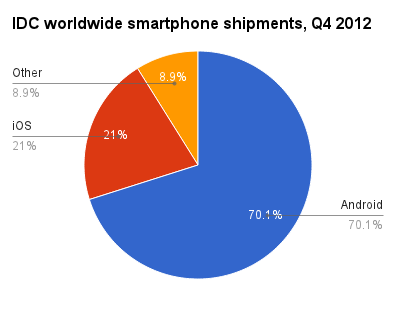 IDC worldwide smartphone shipments, Q4 2012
Other
8.9%
8.9%
iOS
21%
21%
Android
70.1%
70.1%